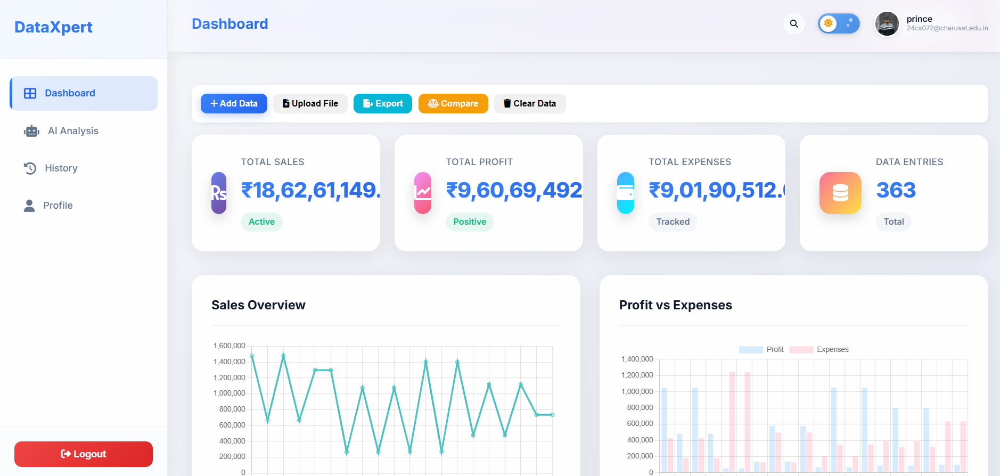 DataXpert
Dashboard
prince
24cs072@charusat.edu.in
Dashboard
AI Analysis
History
Profile
Logout
Add Data
Upload File
Export
Compare
Clear Data
Rs
TOTAL SALES
₹18,62,61,149.
Active
TOTAL PROFIT
₹9,60,69,492
Positive
TOTAL EXPENSES
₹9,01,90,512.
Tracked
DATA ENTRIES
363
Total
Sales Overview
1,600,000
1,400,000
1,200,000
1,000,000
800,000
600,000
400,000
200,000
0
Profit vs Expenses
Profit
Expenses
1,400,000
1,200,000
1,000,000
800,000
600,000
400,000
200,000
0